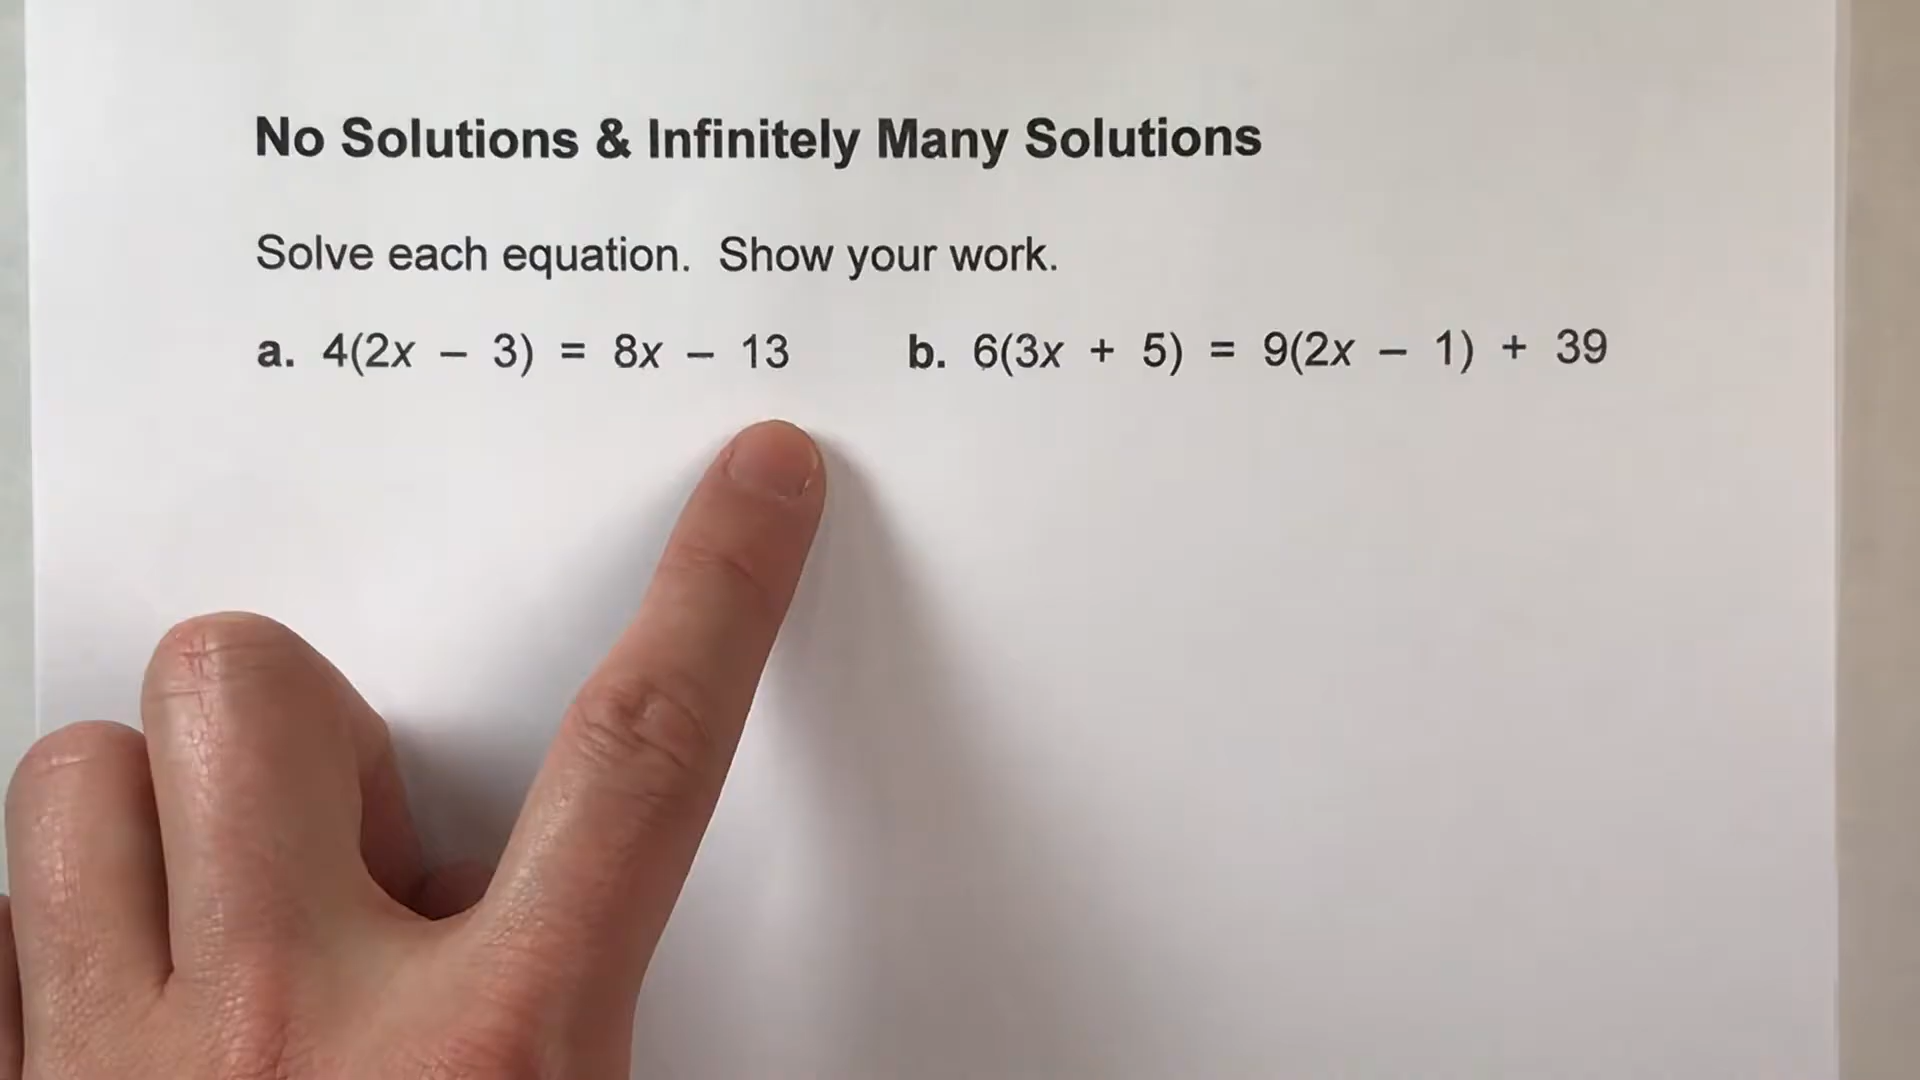 No Solutions & Infinitely Many Solutions
Solve each equation. Show your work.
a. 4(2x – 3) = 8x – 13 b. 6(3x + 5) = 9(2x – 1) + 39